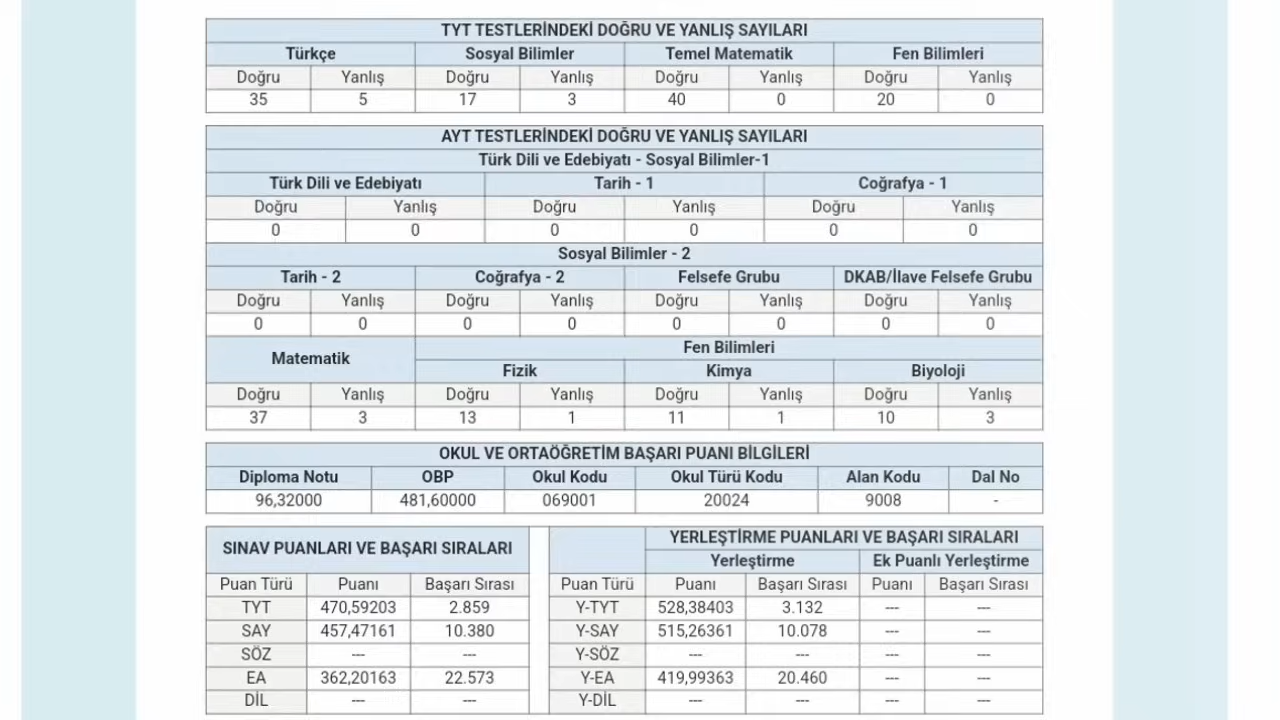 TYT TESTLERİNDEKİ DOĞRU VE YANLIŞ SAYILARI
Türkçe Sosyal Bilimler Temel Matematik Fen Bilimleri
Doğru Yanlış Doğru Yanlış Doğru Yanlış Doğru Yanlış
35 5 17 3 40 0 20 0
AYT TESTLERİNDEKİ DOĞRU VE YANLIŞ SAYILARI
Türk Dili ve Edebiyatı - Sosyal Bilimler-1
Türk Dili ve Edebiyatı Tarih - 1 Coğrafya - 1
Doğru Yanlış Doğru Yanlış Doğru Yanlış
0 0 0 0 0 0
Sosyal Bilimler - 2
Tarih - 2 Coğrafya - 2 Felsefe Grubu DKAB/İlave Felsefe Grubu
Doğru Yanlış Doğru Yanlış Doğru Yanlış Doğru Yanlış
0 0 0 0 0 0 0 0
Matematik Fen Bilimleri
Fizik Kimya Biyoloji
Doğru Yanlış Doğru Yanlış Doğru Yanlış Doğru Yanlış
37 3 13 1 11 1 10 3
OKUL VE ORTAÖĞRETİM BAŞARI PUANI BİLGİLERİ
Diploma Notu OBP Okul Kodu Okul Türü Kodu Alan Kodu Dal No
96,32000 481,60000 069001 20024 9008 -
SINAV PUANLARI VE BAŞARI SIRALARI
Puan Türü Puanı Başarı Sırası
TYT 470,59203 2.859
SAY 457,47161 10.380
SÖZ --- ---
EA 362,20163 22.573
DİL --- ---
YERLEŞTİRME PUANLARI VE BAŞARI SIRALARI
Yerleştirme Ek Puanlı Yerleştirme
Puan Türü Puanı Başarı Sırası Puanı Başarı Sırası
Y-TYT 528,38403 3.132 --- ---
Y-SAY 515,26361 10.078 --- ---
Y-SÖZ --- --- --- ---
Y-EA 419,99363 20.460 --- ---
Y-DİL --- --- --- ---